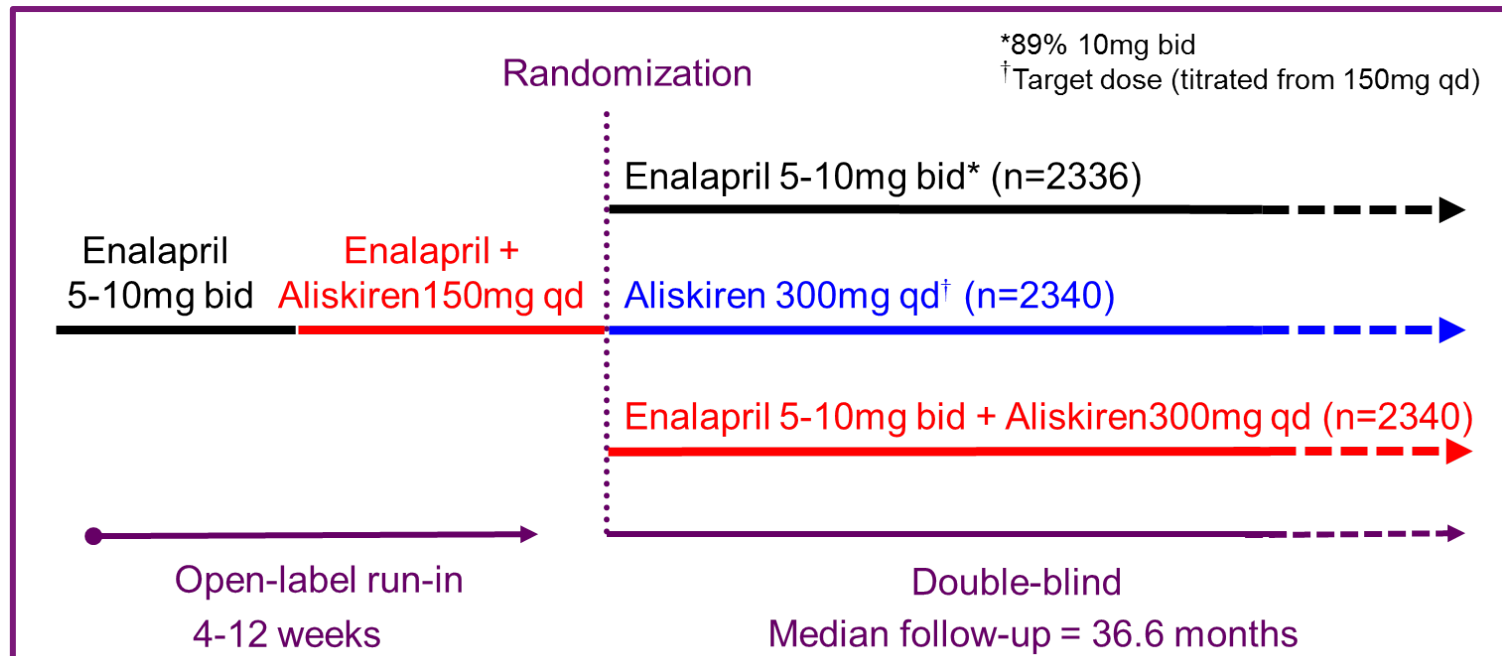 *89% 10mg bid
†Target dose (titrated from 150mg qd)
Randomization
Enalapril 5-10mg bid* (n=2336)
Enalapril
5-10mg bid
Enalapril +
Aliskiren150mg qd
Aliskiren 300mg qd† (n=2340)
Enalapril 5-10mg bid + Aliskiren300mg qd (n=2340)
Open-label run-in
4-12 weeks
Double-blind
Median follow-up = 36.6 months